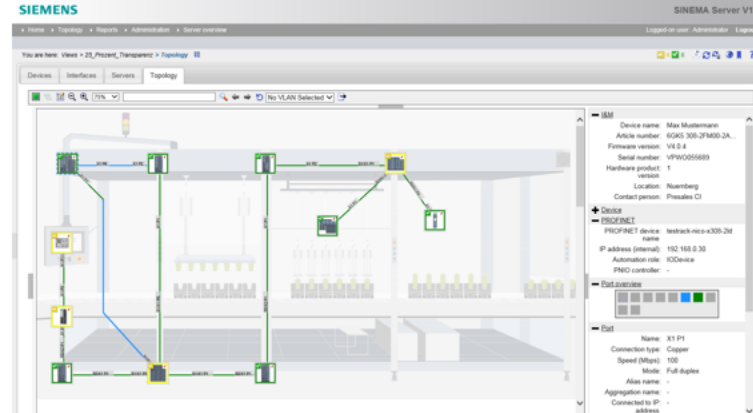 SIEMENS
SINEMA Server V1
Home Topology Reports Administration Server overview
Logged-on user: Administrator Logou
You are here: Views > 25_Prozent_Transparenz > Topology
Devices Interfaces Servers Topology
75% No VLAN Selected
I&M
Device name: Max Mustermann
Article number: 6GK5 308-2FM00-2A...
Firmware version: V4.0.4
Serial number: VPWO055689
Hardware product version: 1
Location: Nuernberg
Contact person: Presales CI
Device
PROFINET
PROFINET device name: testrack-nico-x308-2ld
IP address (internal): 192.168.0.30
Automation role: IODevice
PNIO controller: -
Port overview
Port
Name: X1 P1
Connection type: Copper
Speed (Mbps): 100
Mode: Full duplex
Alias name: -
Aggregation name: -
Connected to IP address: -